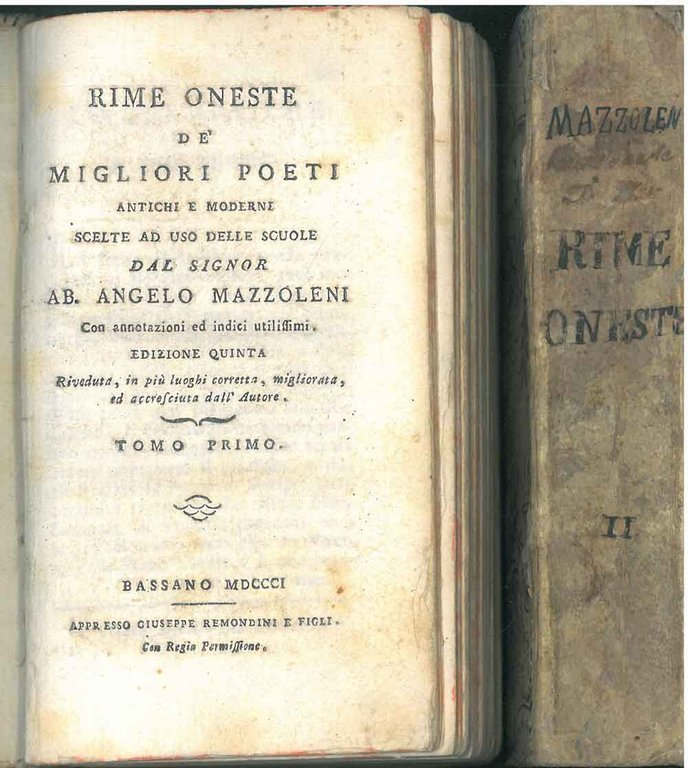 RIME ONESTE
DE'
MIGLIORI POETI
ANTICHI E MODERNI
SCELTE AD USO DELLE SCUOLE
DAL SIGNOR
AB. ANGELO MAZZOLENI
Con annotazioni ed indici utiliſſimi.
EDIZIONE QUINTA
Riveduta, in più luoghi corretta, migliorata,
ed accreſciuta dall' Autore.
TOMO PRIMO.
BASSANO MDCCCI
APPRESSO GIUSEPPE REMONDINI E FIGLI.
Con Regia Permiſſione.
MAZZOLEN
RIME
ONESTE
II